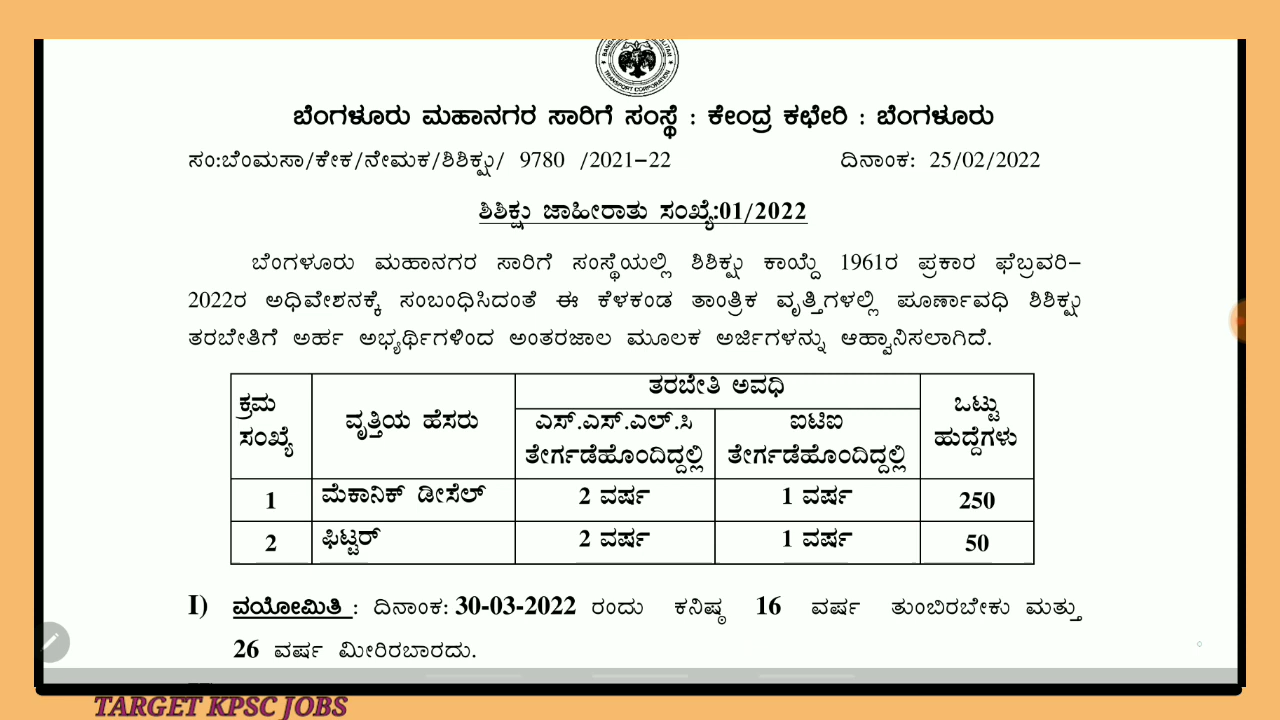 ಬೆಂಗಳೂರು ಮಹಾನಗರ ಸಾರಿಗೆ ಸಂಸ್ಥೆ : ಕೇಂದ್ರ ಕಛೇರಿ : ಬೆಂಗಳೂರು
ಸಂ:ಬೆಂಮಸಾ/ಕೇಕ/ನೇಮಕ/ಶಿಶಿಕ್ಷು/ 9780 /2021-22 ದಿನಾಂಕ: 25/02/2022
ಶಿಶಿಕ್ಷು ಜಾಹೀರಾತು ಸಂಖ್ಯೆ:01/2022
ಬೆಂಗಳೂರು ಮಹಾನಗರ ಸಾರಿಗೆ ಸಂಸ್ಥೆಯಲ್ಲಿ ಶಿಶಿಕ್ಷು ಕಾಯ್ದೆ 1961ರ ಪ್ರಕಾರ ಫೆಬ್ರವರಿ-
2022ರ ಅಧಿವೇಶನಕ್ಕೆ ಸಂಬಂಧಿಸಿದಂತೆ ಈ ಕೆಳಕಂಡ ತಾಂತ್ರಿಕ ವೃತ್ತಿಗಳಲ್ಲಿ ಪೂರ್ಣಾವಧಿ ಶಿಶಿಕ್ಷು
ತರಬೇತಿಗೆ ಅರ್ಹ ಅಭ್ಯರ್ಥಿಗಳಿಂದ ಅಂತರಜಾಲ ಮೂಲಕ ಅರ್ಜಿಗಳನ್ನು ಆಹ್ವಾನಿಸಲಾಗಿದೆ.
ಕ್ರಮ ಸಂಖ್ಯೆ ವೃತ್ತಿಯ ಹೆಸರು ತರಬೇತಿ ಅವಧಿ ಒಟ್ಟು ಹುದ್ದೆಗಳು
ಎಸ್.ಎಸ್.ಎಲ್.ಸಿ ತೇರ್ಗಡೆಹೊಂದಿದ್ದಲ್ಲಿ ಐಟಿಐ ತೇರ್ಗಡೆಹೊಂದಿದ್ದಲ್ಲಿ
1 ಮೆಕಾನಿಕ್ ಡೀಸೆಲ್ 2 ವರ್ಷ 1 ವರ್ಷ 250
2 ಫಿಟ್ಟರ್ 2 ವರ್ಷ 1 ವರ್ಷ 50
I) ವಯೋಮಿತಿ : ದಿನಾಂಕ: 30-03-2022 ರಂದು ಕನಿಷ್ಠ 16 ವರ್ಷ ತುಂಬಿರಬೇಕು ಮತ್ತು
26 ವರ್ಷ ಮೀರಿರಬಾರದು.
TARGET KPSC JOBS